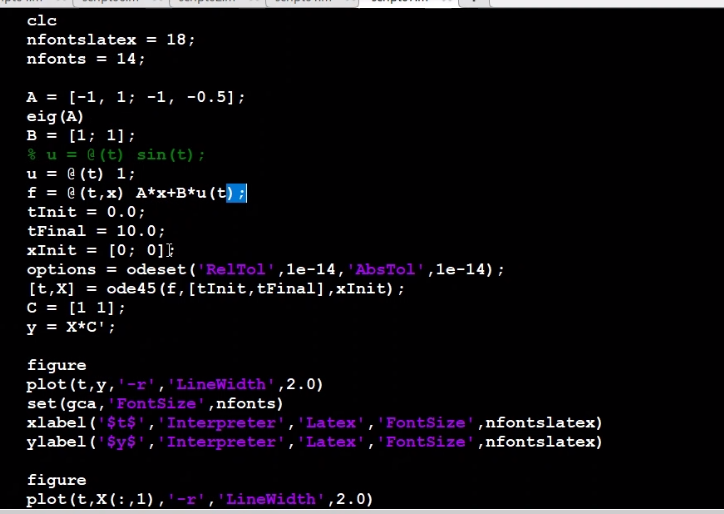 clc
nfontslatex = 18;
nfonts = 14;
A = [-1, 1; -1, -0.5];
eig(A)
B = [1; 1];
% u = @(t) sin(t);
u = @(t) 1;
f = @(t,x) A*x+B*u(t);
tInit = 0.0;
tFinal = 10.0;
xInit = [0; 0];
options = odeset('RelTol',1e-14,'AbsTol',1e-14);
[t,X] = ode45(f,[tInit,tFinal],xInit);
C = [1 1];
y = X*C';
figure
plot(t,y,'-r','LineWidth',2.0)
set(gca,'FontSize',nfonts)
xlabel('$t$','Interpreter','Latex','FontSize',nfontslatex)
ylabel('$y$','Interpreter','Latex','FontSize',nfontslatex)
figure
plot(t,X(:,1),'-r','LineWidth',2.0)